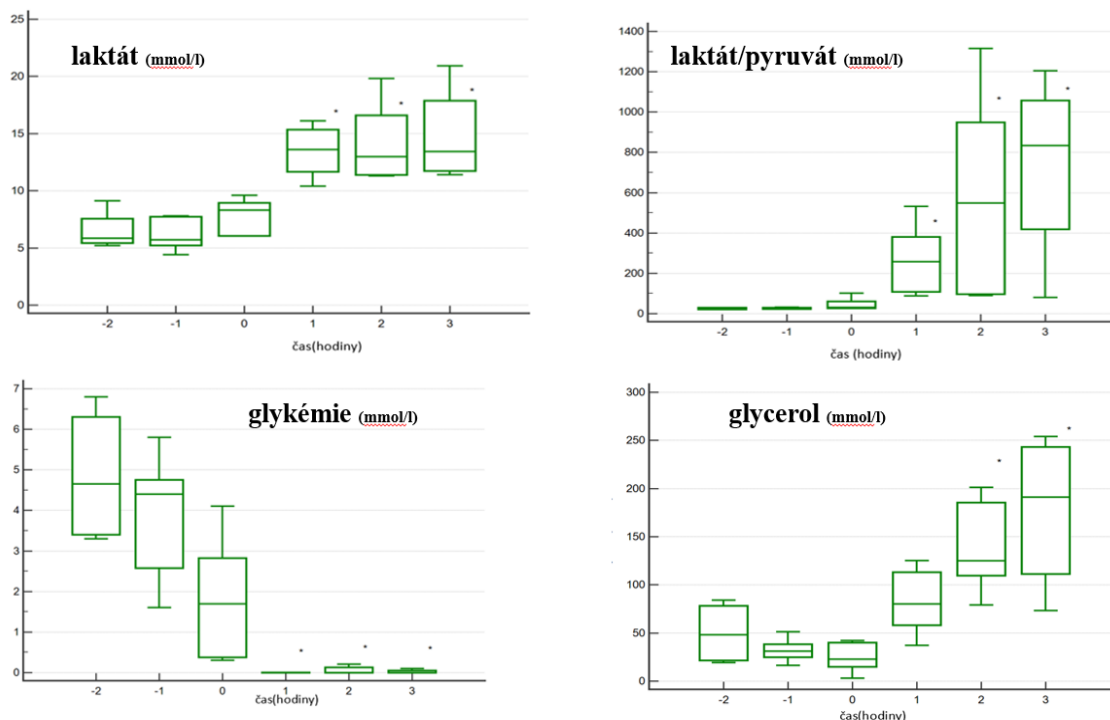 laktát (mmol/l)
25
20
15
10
5
0
-2 -1 0 1 2 3
* * *
čas(hodiny)
laktát/pyruvát (mmol/l)
1400
1200
1000
800
600
400
200
0
-2 -1 0 1 2 3
* * *
čas (hodiny)
glykémie (mmol/l)
7
6
5
4
3
2
1
0
-2 -1 0 1 2 3
* * *
čas(hodiny)
glycerol (mmol/l)
300
250
200
150
100
50
0
-2 -1 0 1 2 3
* *
čas(hodiny)